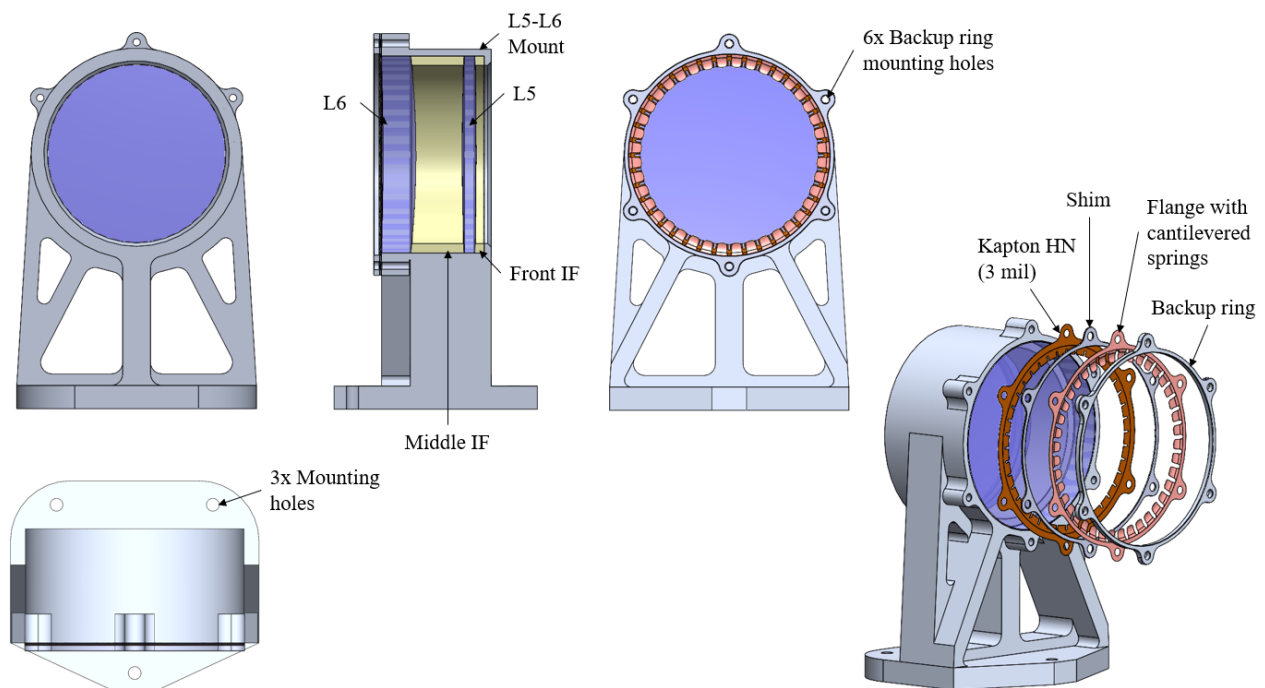 L5-L6
Mount
L6
L5
Front IF
Middle IF
6x Backup ring
mounting holes
3x Mounting
holes
Shim
Flange with
cantilevered
springs
Kapton HN
(3 mil)
Backup ring